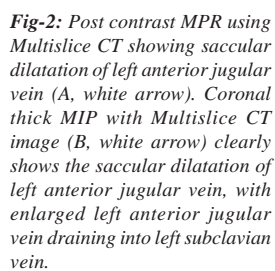 Fig-2: Post contrast MPR using
Multislice CT showing saccular
dilatation of left anterior jugular
vein (A, white arrow). Coronal
thick MIP with Multislice CT
image (B, white arrow) clearly
shows the saccular dilatation of
left anterior jugular vein, with
enlarged left anterior jugular
vein draining into left subclavian
vein.